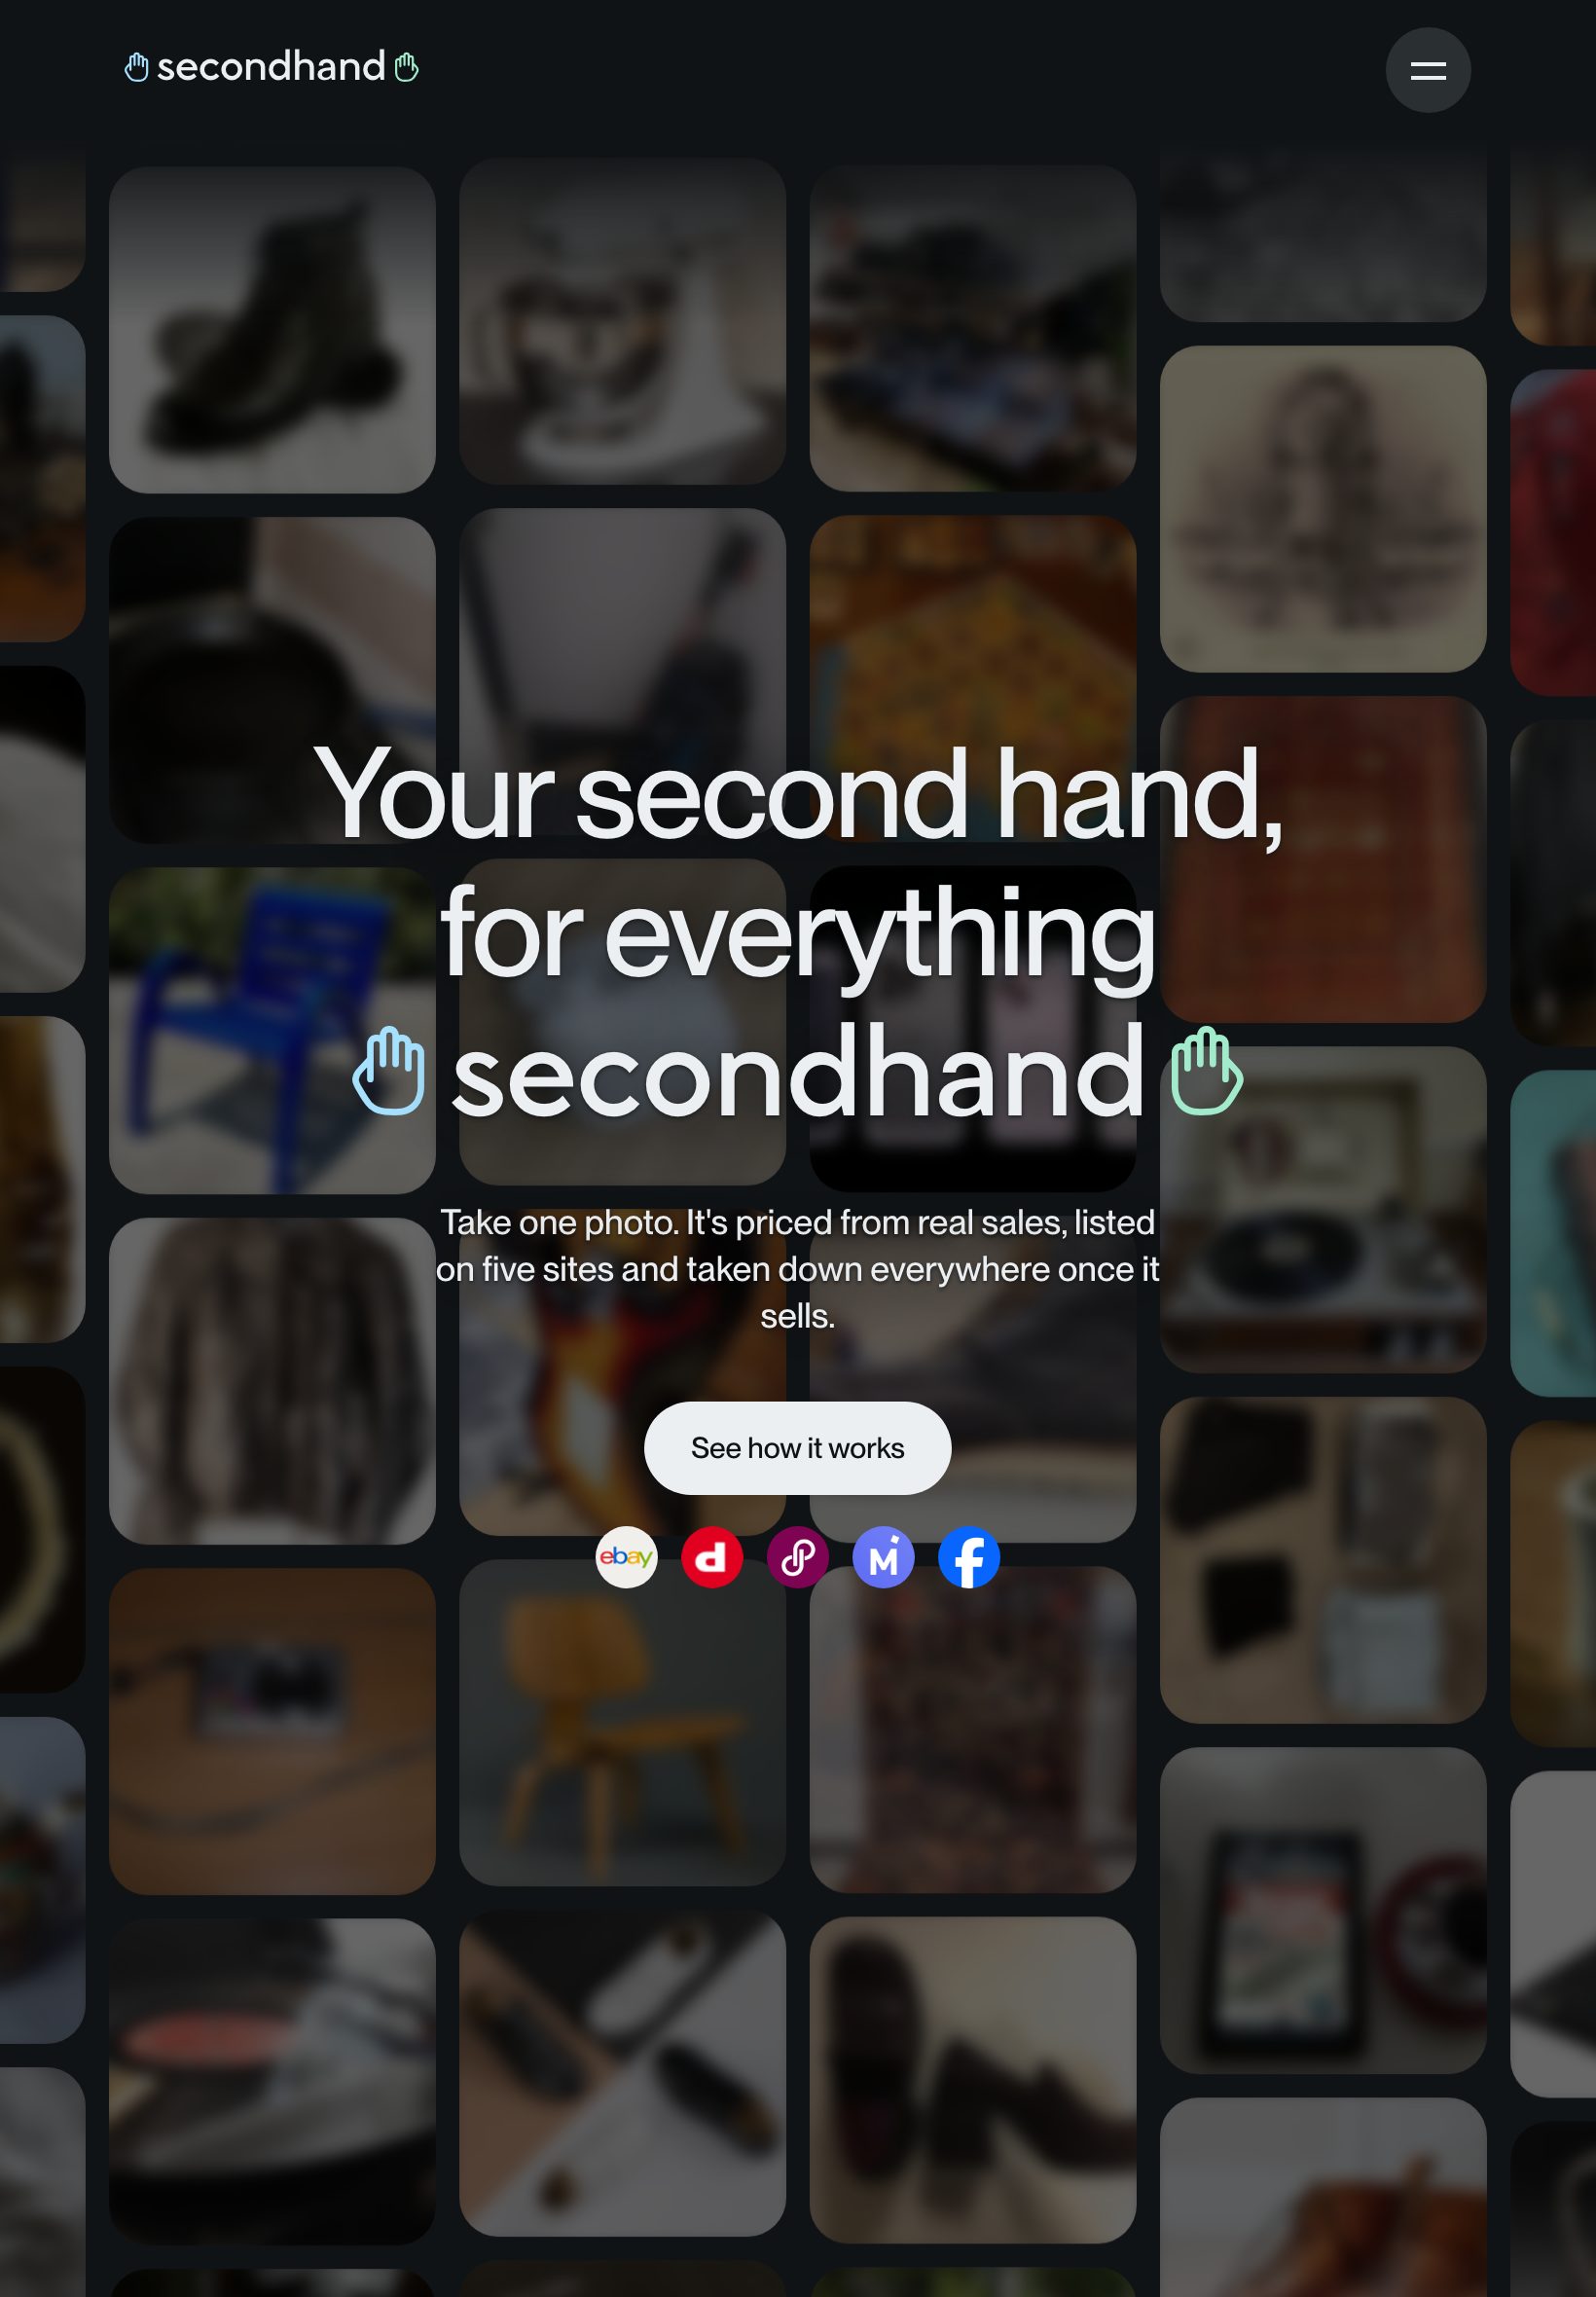 secondhand
Your second hand,
for everything
secondhand
Take one photo. It's priced from real sales, listed
on five sites and taken down everywhere once it
sells.
See how it works
ebay